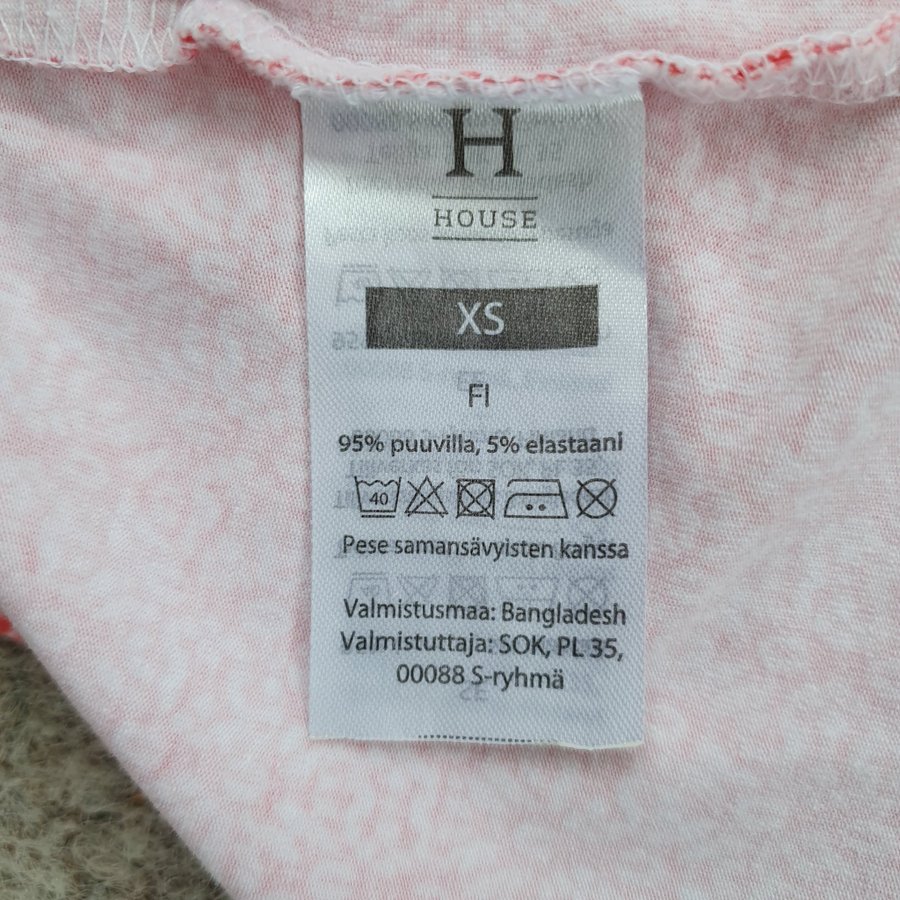 H
HOUSE
XS
FI
95% puuvilla, 5% elastaani
40
Pese samansävyisten kanssa
Valmistusmaa: Bangladesh
Valmistuttaja: SOK, PL 35,
00088 S-ryhmä